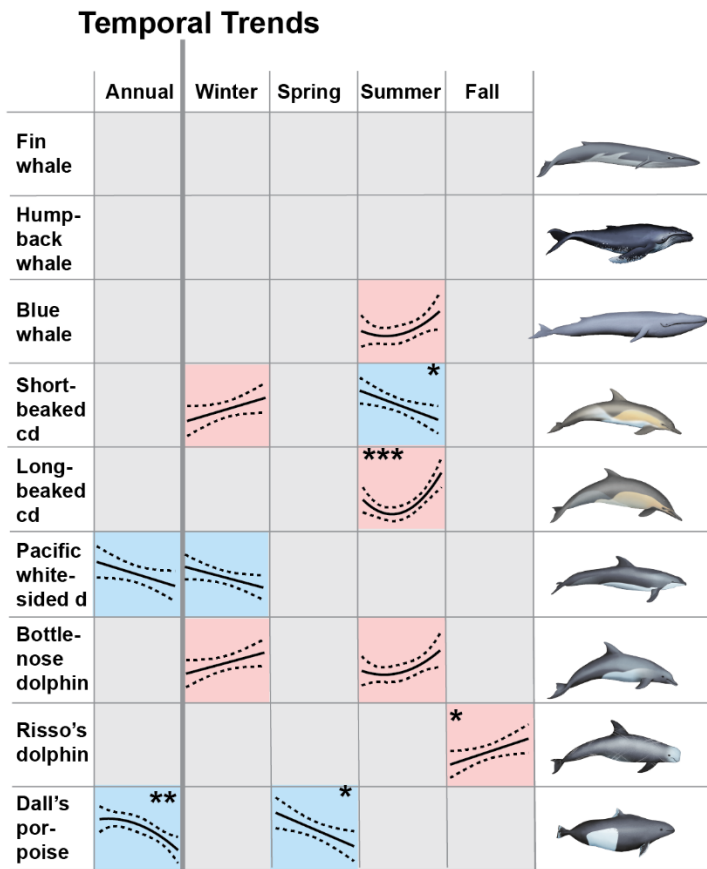 Temporal Trends
Annual Winter Spring Summer Fall
Fin
whale
Hump-
back
whale
Blue
whale
Short-
beaked
cd
*
Long-
beaked
cd
***
Pacific
white-
sided d
Bottle-
nose
dolphin
Risso's
dolphin
*
Dall's
por-
poise
** *